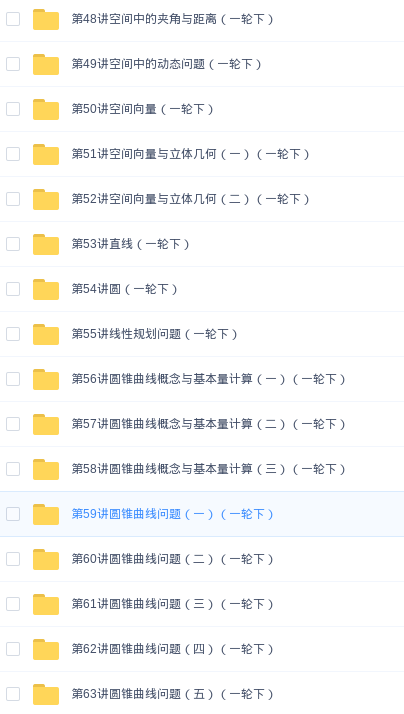 第48讲空间中的夹角与距离（一轮下）
第49讲空间中的动态问题（一轮下）
第50讲空间向量（一轮下）
第51讲空间向量与立体几何（一）（一轮下）
第52讲空间向量与立体几何（二）（一轮下）
第53讲直线（一轮下）
第54讲圆（一轮下）
第55讲线性规划问题（一轮下）
第56讲圆锥曲线概念与基本量计算（一）（一轮下）
第57讲圆锥曲线概念与基本量计算（二）（一轮下）
第58讲圆锥曲线概念与基本量计算（三）（一轮下）
第59讲圆锥曲线问题（一）（一轮下）
第60讲圆锥曲线问题（二）（一轮下）
第61讲圆锥曲线问题（三）（一轮下）
第62讲圆锥曲线问题（四）（一轮下）
第63讲圆锥曲线问题（五）（一轮下）